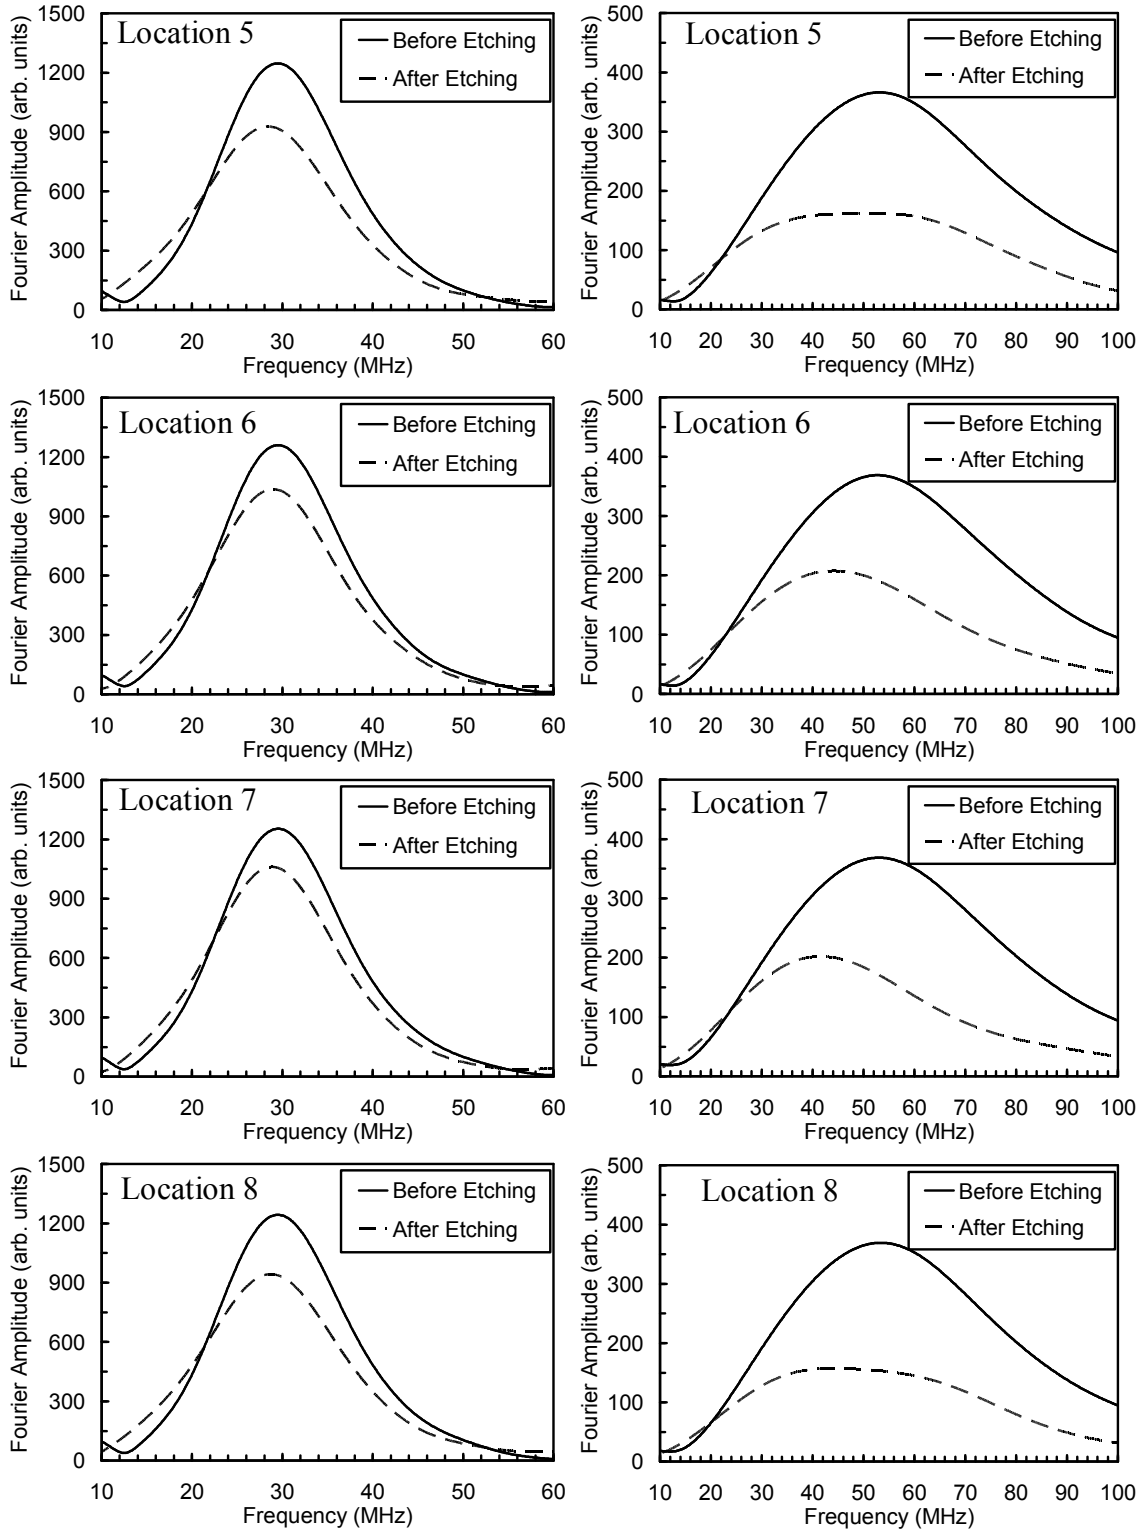 Fourier Amplitude (arb. units)
1500
1200
900
600
300
0
Location 5
Before Etching
After Etching
10 20 30 40 50 60
Frequency (MHz)
Fourier Amplitude (arb. units)
500
400
300
200
100
0
Location 5
Before Etching
After Etching
10 20 30 40 50 60 70 80 90 100
Frequency (MHz)
Fourier Amplitude (arb. units)
1500
1200
900
600
300
0
Location 6
Before Etching
After Etching
10 20 30 40 50 60
Frequency (MHz)
Fourier Amplitude (arb. units)
500
400
300
200
100
0
Location 6
Before Etching
After Etching
10 20 30 40 50 60 70 80 90 100
Frequency (MHz)
Fourier Amplitude (arb. units)
1500
1200
900
600
300
0
Location 7
Before Etching
After Etching
10 20 30 40 50 60
Frequency (MHz)
Fourier Amplitude (arb. units)
500
400
300
200
100
0
Location 7
Before Etching
After Etching
10 20 30 40 50 60 70 80 90 100
Frequency (MHz)
Fourier Amplitude (arb. units)
1500
1200
900
600
300
0
Location 8
Before Etching
After Etching
10 20 30 40 50 60
Frequency (MHz)
Fourier Amplitude (arb. units)
500
400
300
200
100
0
Location 8
Before Etching
After Etching
10 20 30 40 50 60 70 80 90 100
Frequency (MHz)